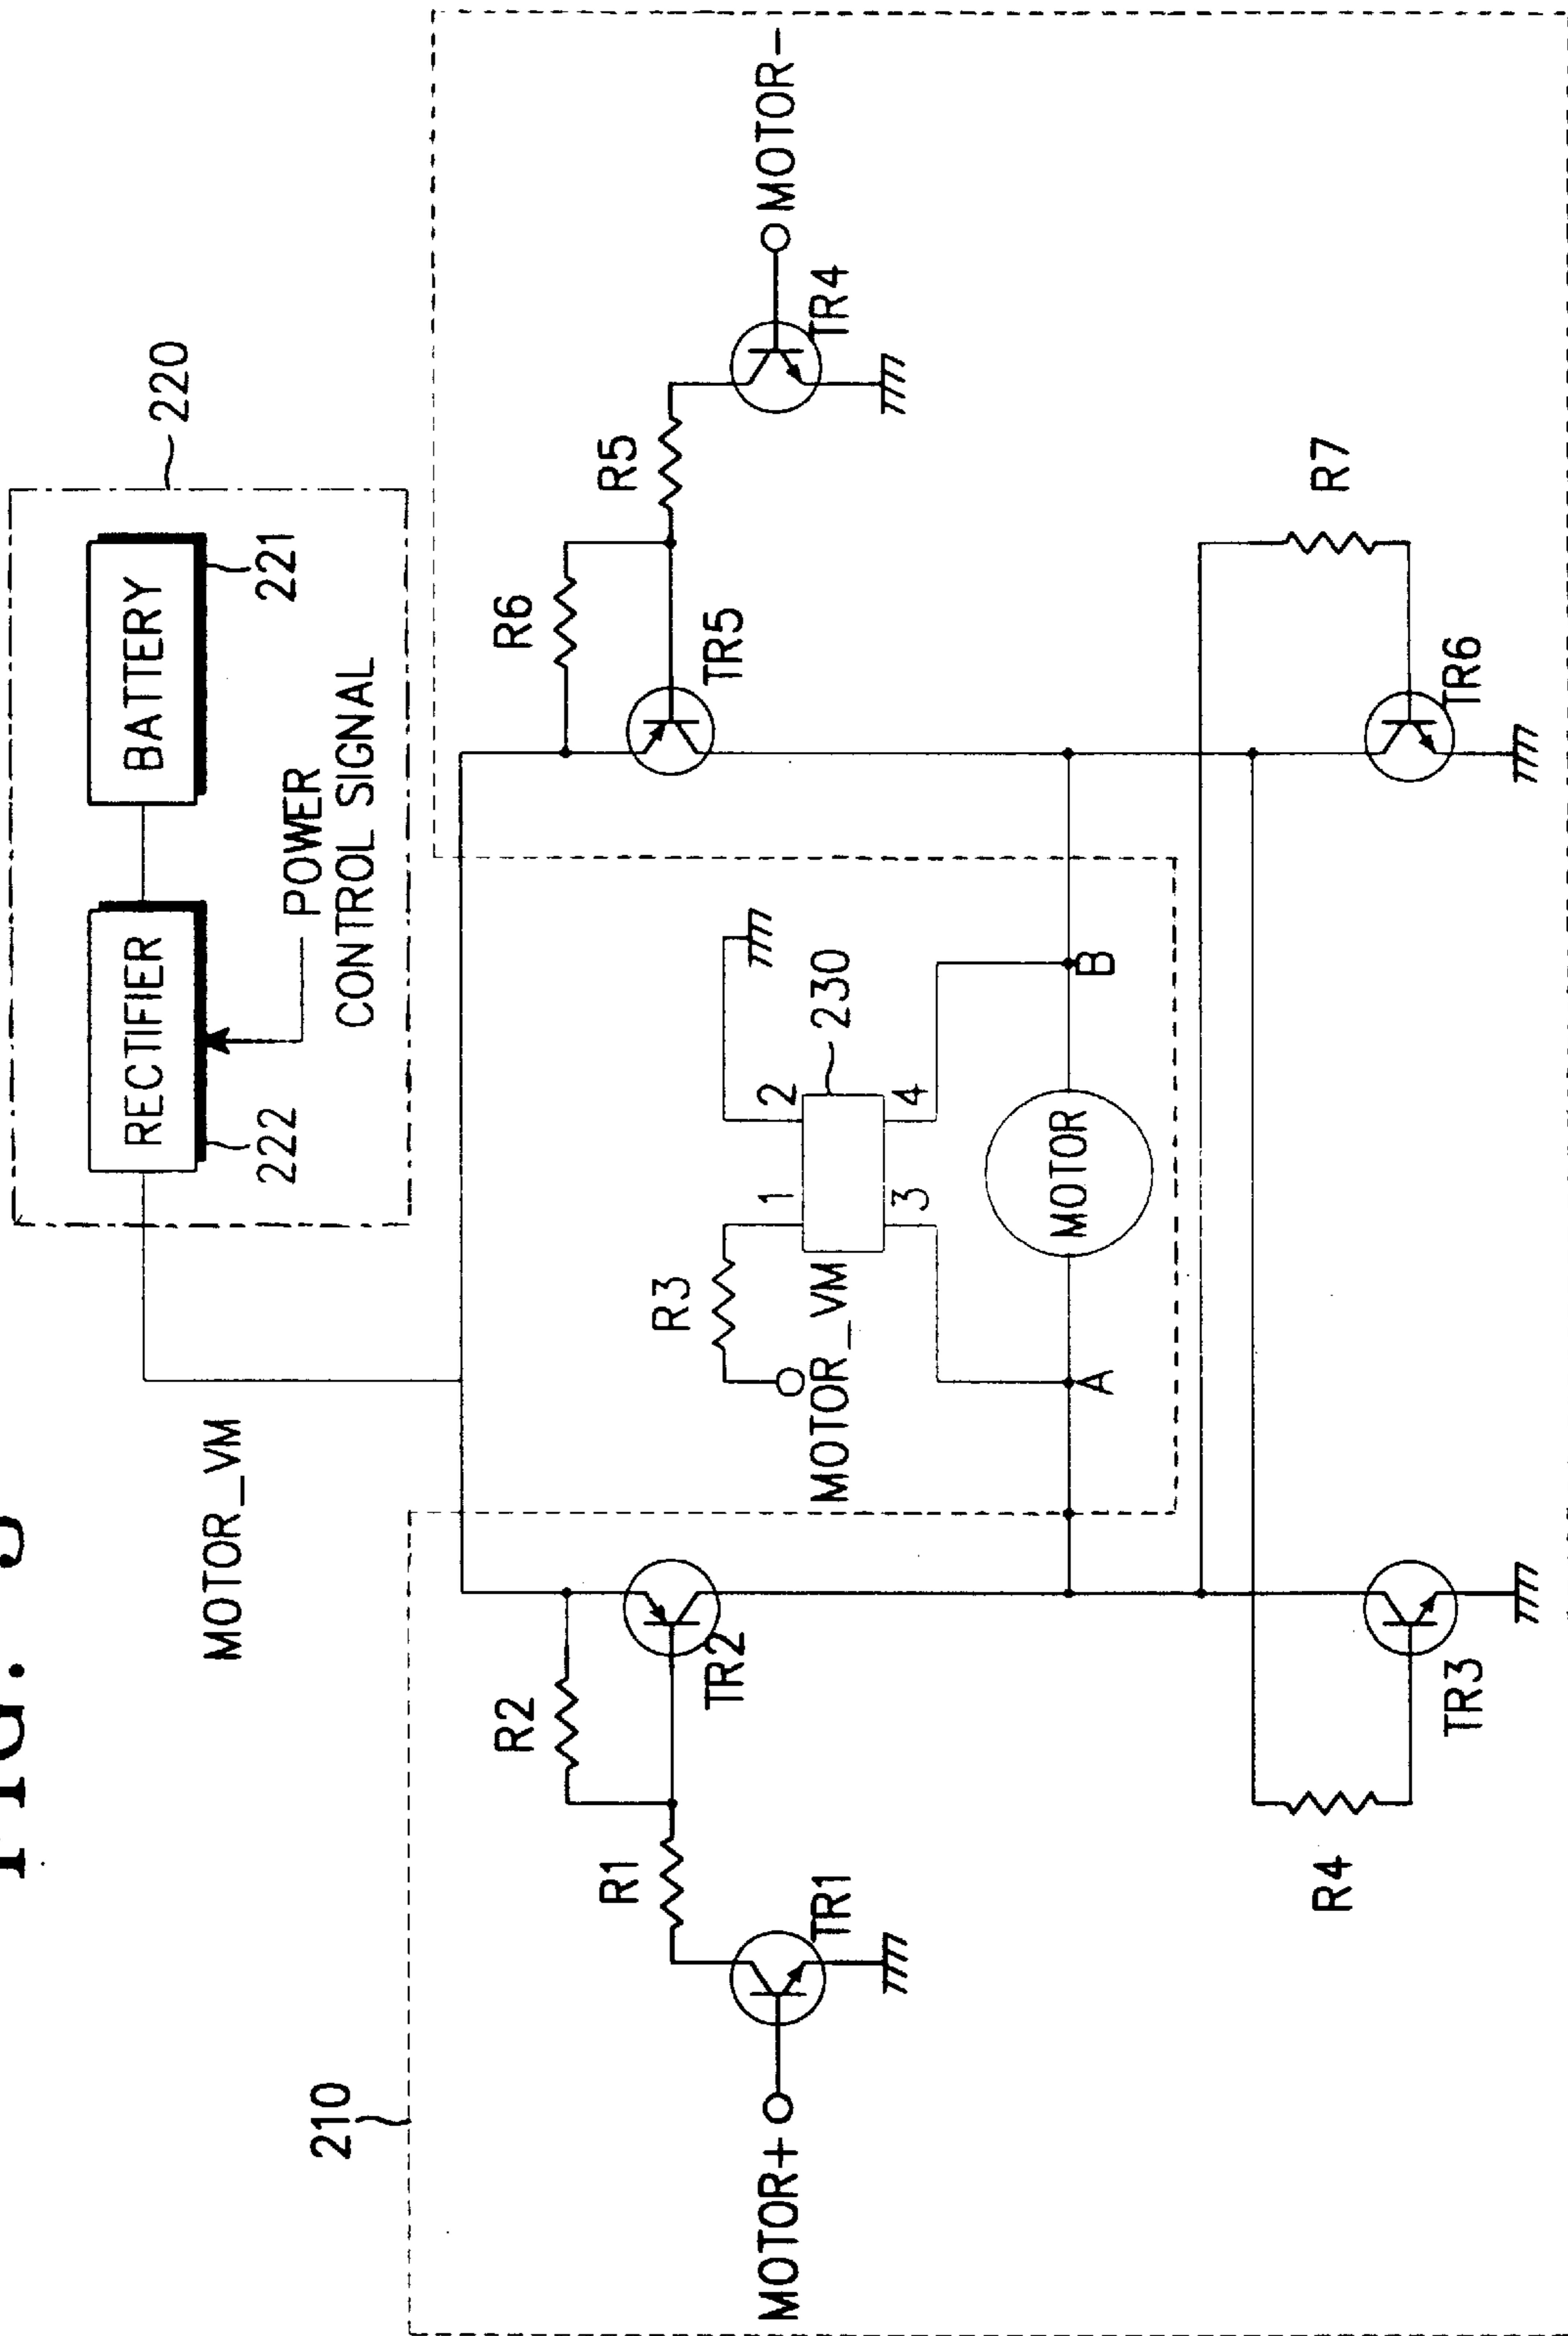 FIG.
RECTIFIER
BATTERY
220
MOTOR_VM
222
221
POWER
CONTROL SIGNAL
210
R2
R6
R1
R5
R3
TR2
TR5
MOTOR+
1
2
MOTOR-
TR1
MOTOR_VM
230
TR4
3
4
MOTOR
A
B
R4
R7
TR3
TR6